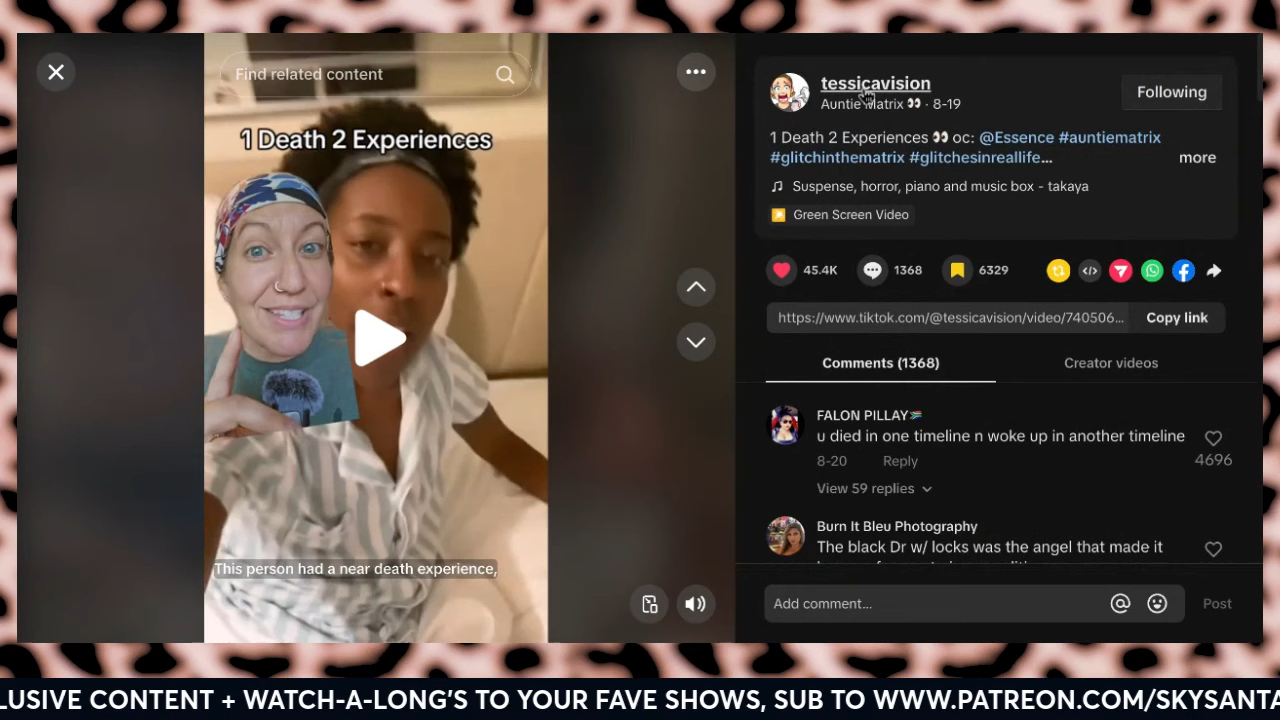 Find related content
1 Death 2 Experiences
This person had a near death experience,
tessicavision
Auntie Matrix 👀 · 8-19
Following
1 Death 2 Experiences 👀 oc: @Essence #auntiematrix
#glitchinthematrix #glitchesinreallife...
more
Suspense, horror, piano and music box - takaya
Green Screen Video
45.4K
1368
6329
https://www.tiktok.com/@tessicavision/video/740506...
Copy link
Comments (1368)
Creator videos
FALON PILLAY🇿🇦
u died in one timeline n woke up in another timeline
8-20
Reply
4696
View 59 replies
Burn It Bleu Photography
The black Dr w/ locks was the angel that made it
Add comment...
Post
LUSIVE CONTENT + WATCH-A-LONG'S TO YOUR FAVE SHOWS, SUB TO WWW.PATREON.COM/SKYSANTA